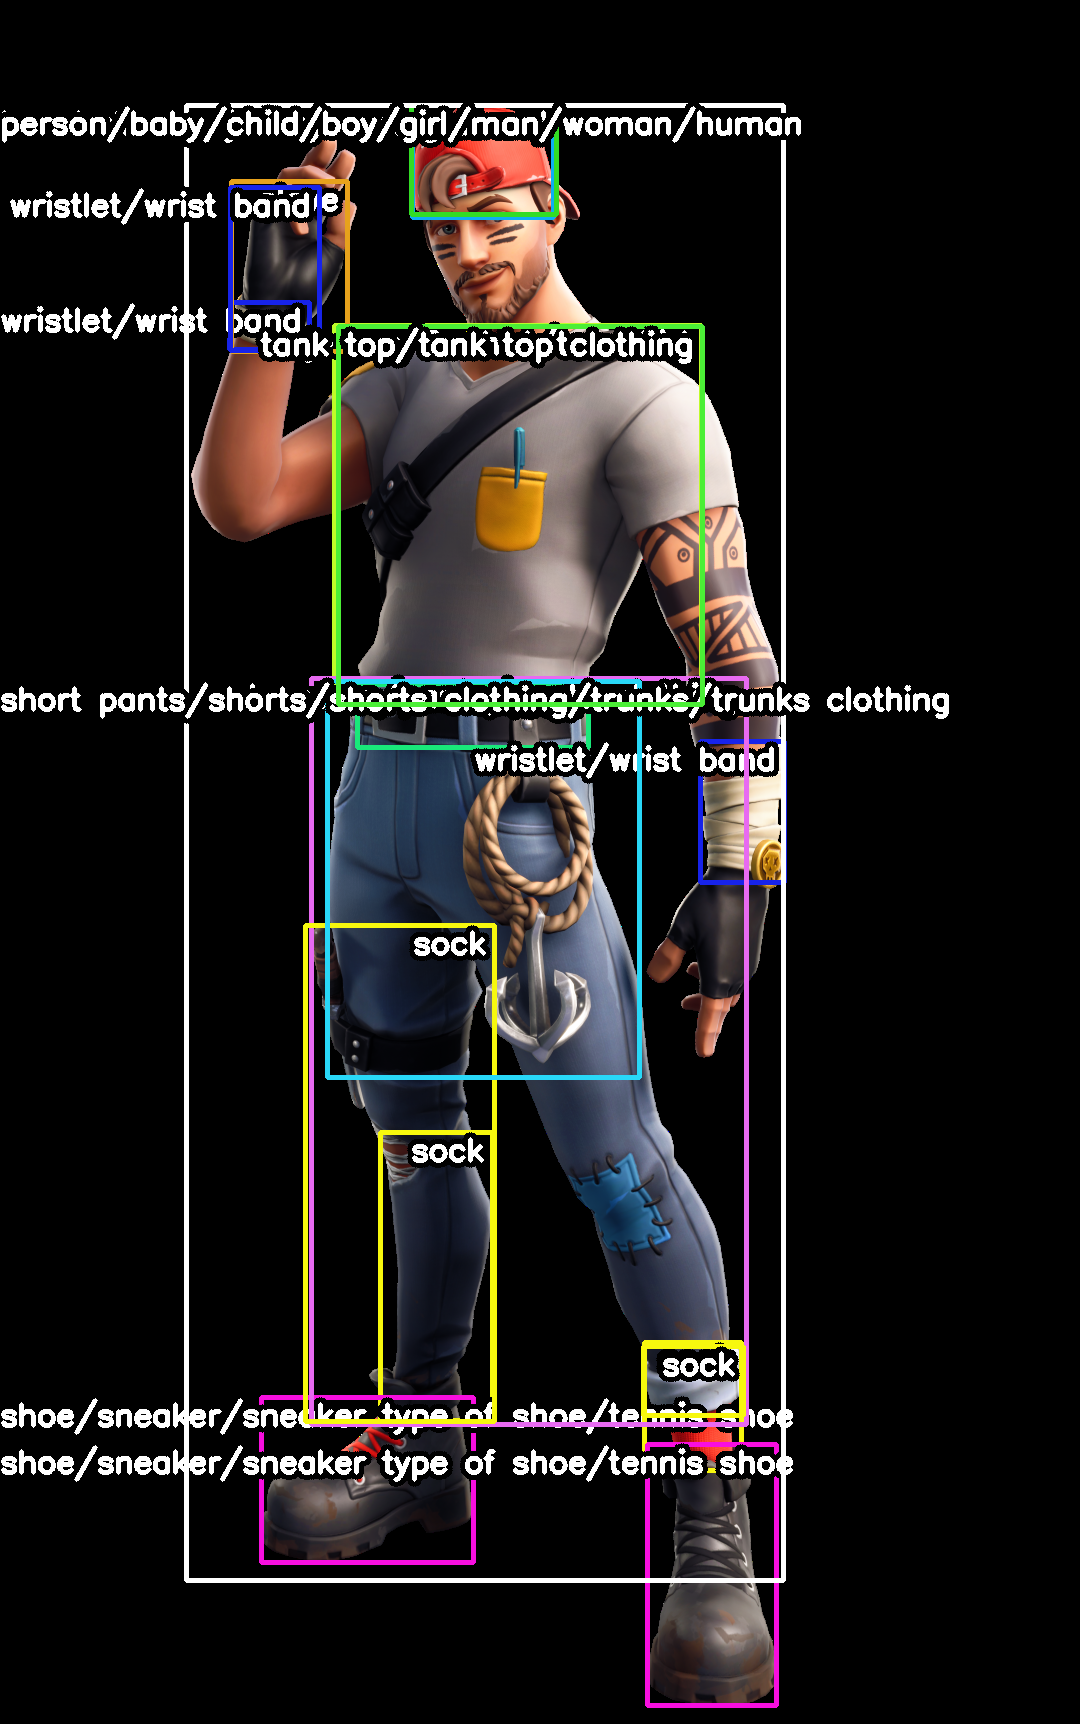 person/baby/child/boy/girl/man/woman/human
wristlet/wrist band
wristlet/wrist band
tank top/tank top clothing
short pants/shorts/shorts clothing/trunks/trunks clothing
wristlet/wrist band
sock
sock
sock
shoe/sneaker/sneaker type of shoe/tennis shoe
shoe/sneaker/sneaker type of shoe/tennis shoe